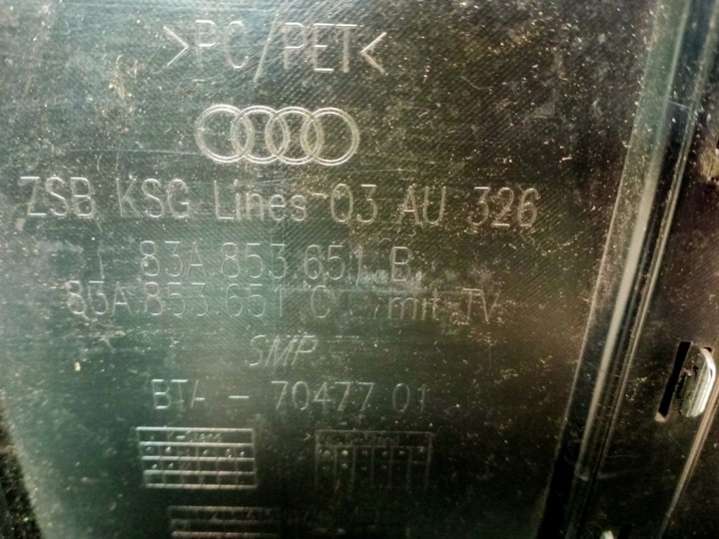 >PC/PET<
ZSB KSG Lines 03 AU 326
83A.853.651 B
83A.853.651 C mit TV
SMP
BTA - 70477 01